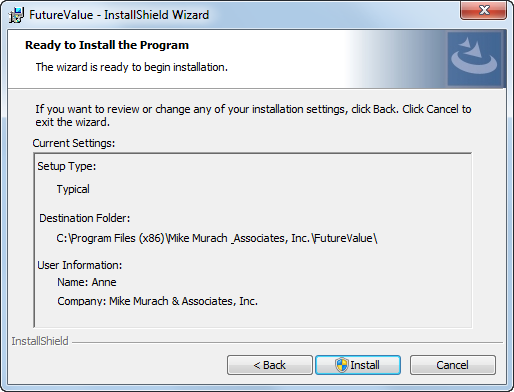 FutureValue - InstallShield Wizard
Ready to Install the Program
The wizard is ready to begin installation.
If you want to review or change any of your installation settings, click Back. Click Cancel to
exit the wizard.
Current Settings:
Setup Type:
Typical
Destination Folder:
C:\Program Files (x86)\Mike Murach _Associates, Inc.\FutureValue\
User Information:
Name: Anne
Company: Mike Murach & Associates, Inc.
InstallShield
< Back
Install
Cancel